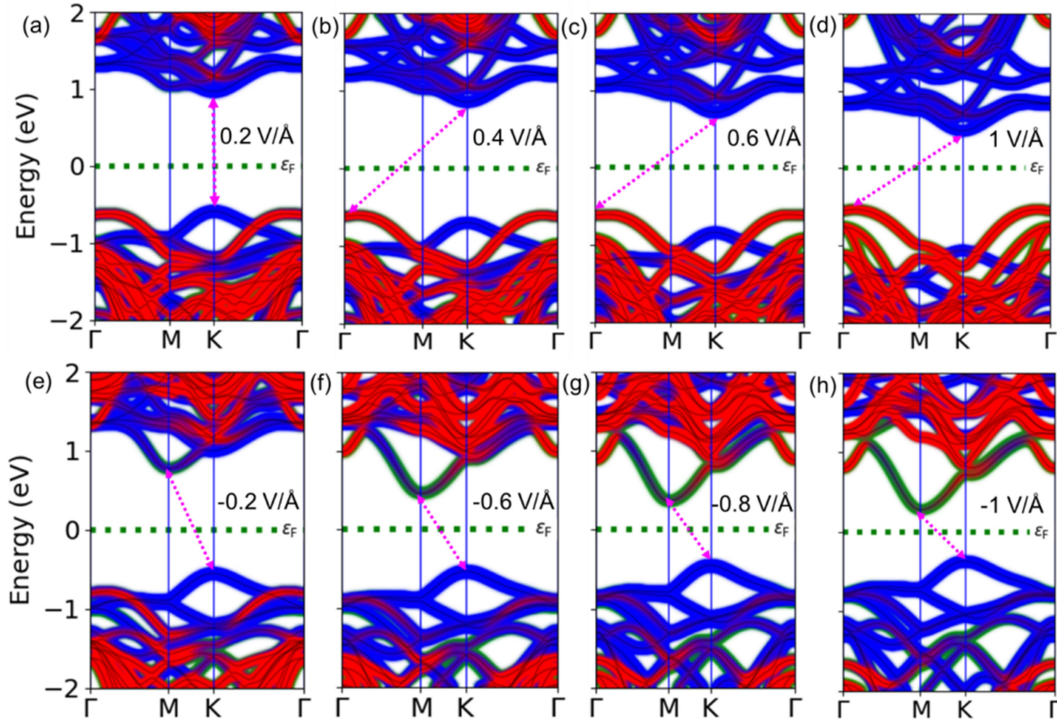 (a) (b) (c) (d)
2
1
0
−1
−2
Energy (eV)
0.2 V/Å 0.4 V/Å 0.6 V/Å 1 V/Å
εF εF εF εF
Γ M K Γ Γ M K Γ Γ M K Γ Γ M K Γ
(e) (f) (g) (h)
2
1
0
−1
−2
Energy (eV)
-0.2 V/Å -0.6 V/Å -0.8 V/Å -1 V/Å
εF εF εF εF
Γ M K Γ Γ M K Γ Γ M K Γ Γ M K Γ